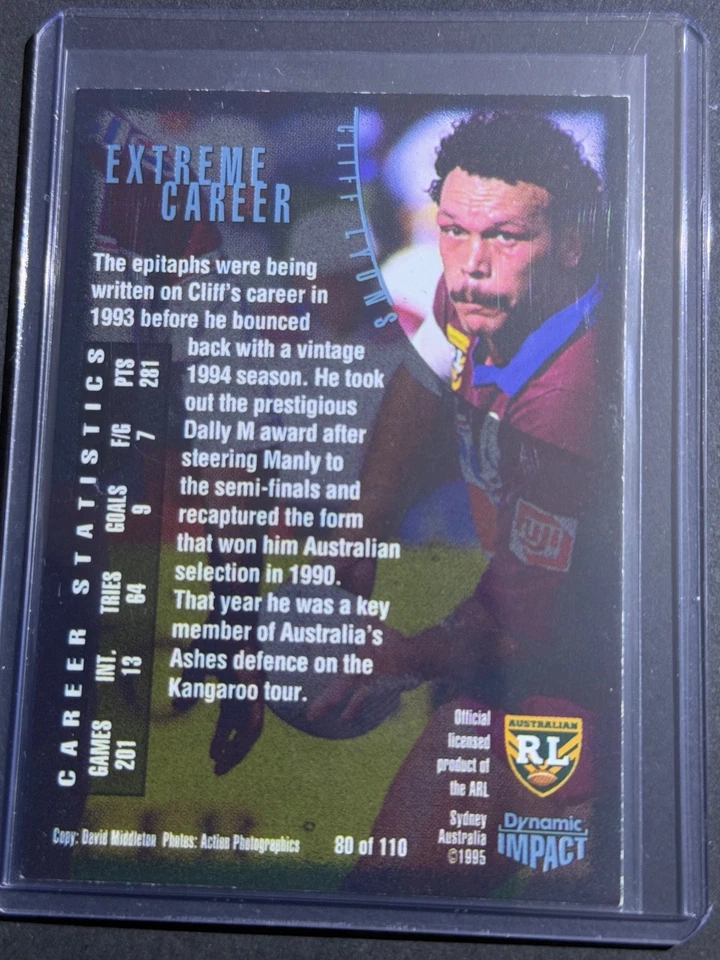 EXTREME
CAREER
CLIFF LYONS
The epitaphs were being
written on Cliff's career in
1993 before he bounced
back with a vintage
1994 season. He took
out the prestigious
Dally M award after
steering Manly to
the semi-finals and
recaptured the form
that won him Australian
selection in 1990.
That year he was a key
member of Australia's
Ashes defence on the
Kangaroo tour.
CAREER STATISTICS
GAMES INT. TRIES GOALS F/G PTS
201 13 64 9 7 281
Official
licensed
product of
the ARL
AUSTRALIAN
RL
Sydney
Australia
©1995
Dynamic
IMPACT
Copy: David Middleton Photos: Action Photographics
80 of 110